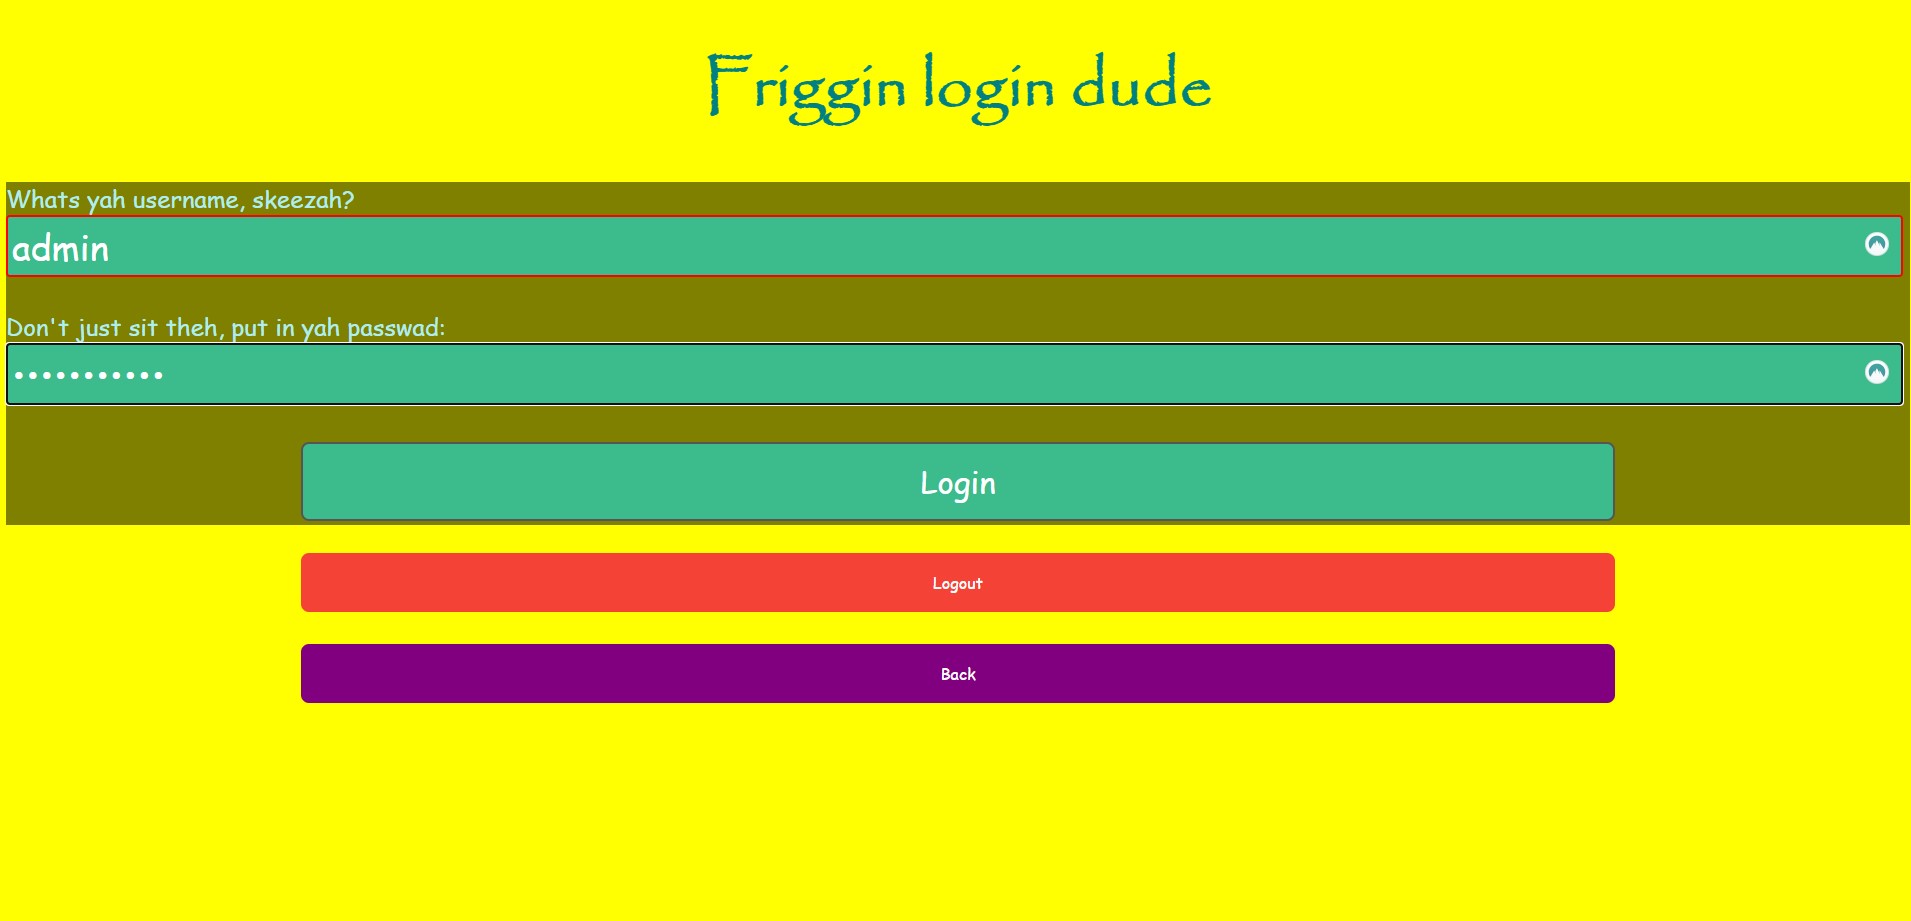 Friggin login dude
Whats yah username, skeezah?
admin
Don't just sit theh, put in yah passwad:
•••••••••••
Login
Logout
Back